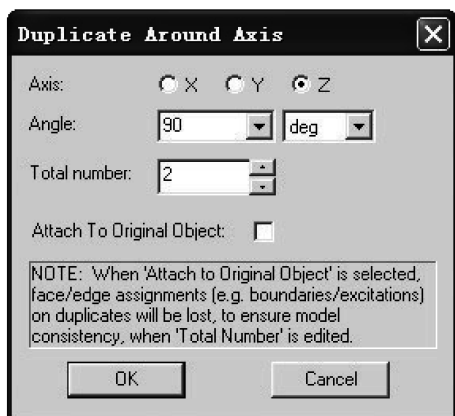 Duplicate Around Axis
Axis: X Y Z
Angle: 90 deg
Total number: 2
Attach To Original Object:
NOTE: When 'Attach to Original Object' is selected,
face/edge assignments (e.g. boundaries/excitations)
on duplicates will be lost, to ensure model
consistency, when 'Total Number' is edited.
OK Cancel